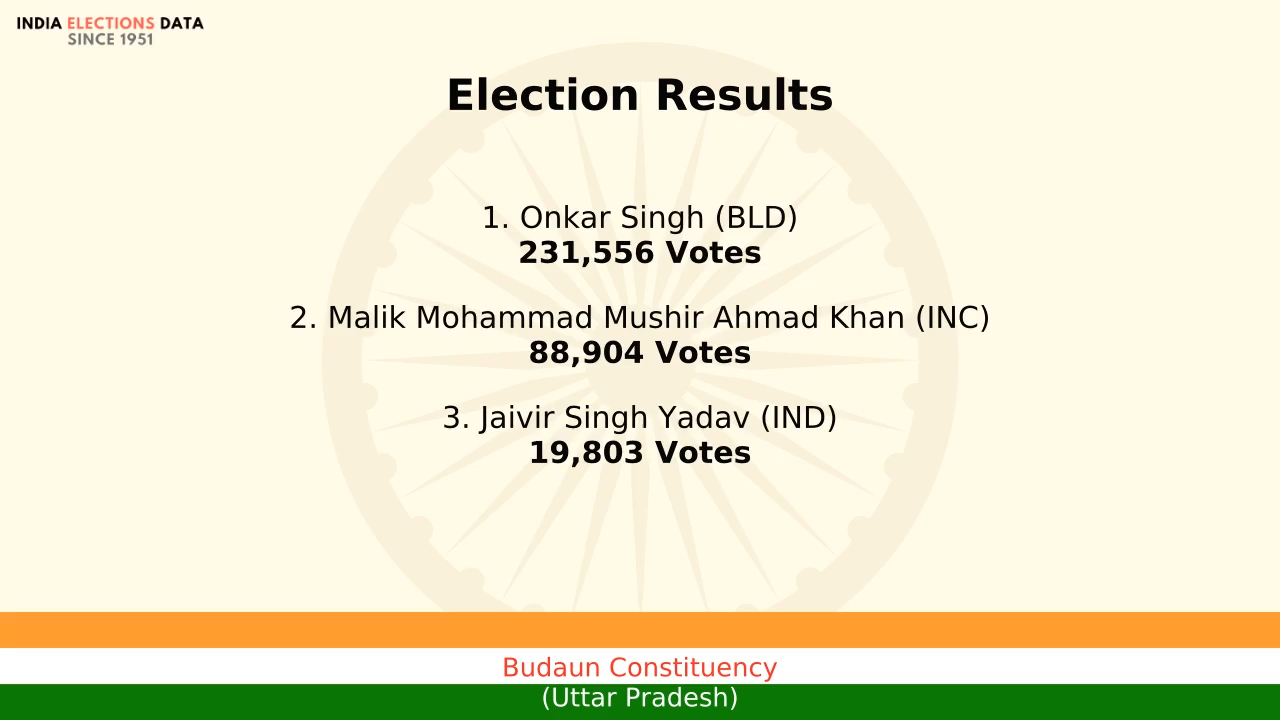 INDIA ELECTIONS DATA
SINCE 1951
Election Results
1. Onkar Singh (BLD)
231,556 Votes
2. Malik Mohammad Mushir Ahmad Khan (INC)
88,904 Votes
3. Jaivir Singh Yadav (IND)
19,803 Votes
Budaun Constituency
(Uttar Pradesh)